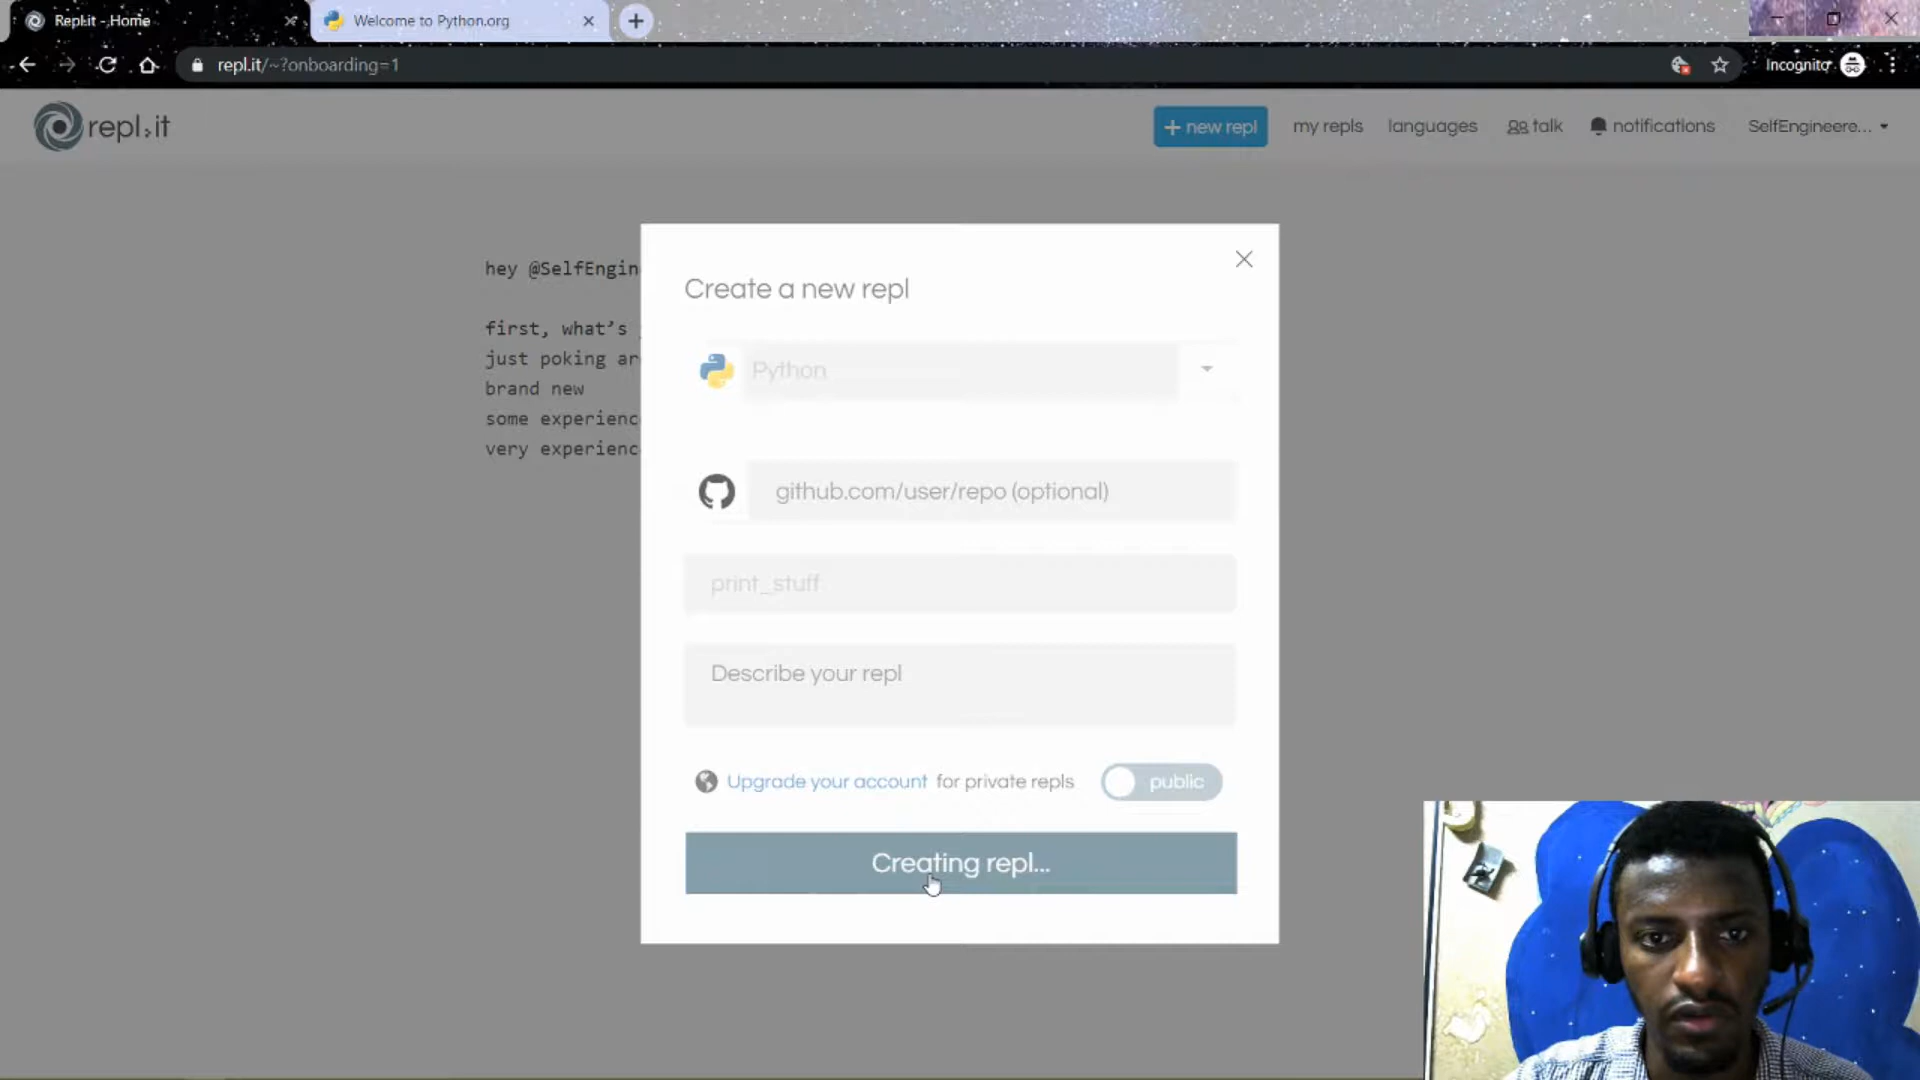 Repl.it - Home
Welcome to Python.org
repl.it/~?onboarding=1
Incognito
repl.it
+ new repl
my repls
languages
talk
notifications
SelfEngineere...
hey @SelfEngin
first, what's
just poking
brand new
some experienc
very experienc
Create a new repl
Python
github.com/user/repo (optional)
print_stuff
Describe your repl
Upgrade your account for private repls
public
Creating repl...